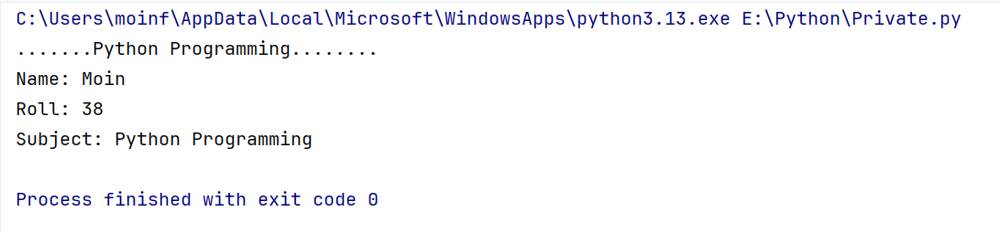 C:\Users\moinf\AppData\Local\Microsoft\WindowsApps\python3.13.exe E:\Python\Private.py
.......Python Programming........
Name: Moin
Roll: 38
Subject: Python Programming
Process finished with exit code 0